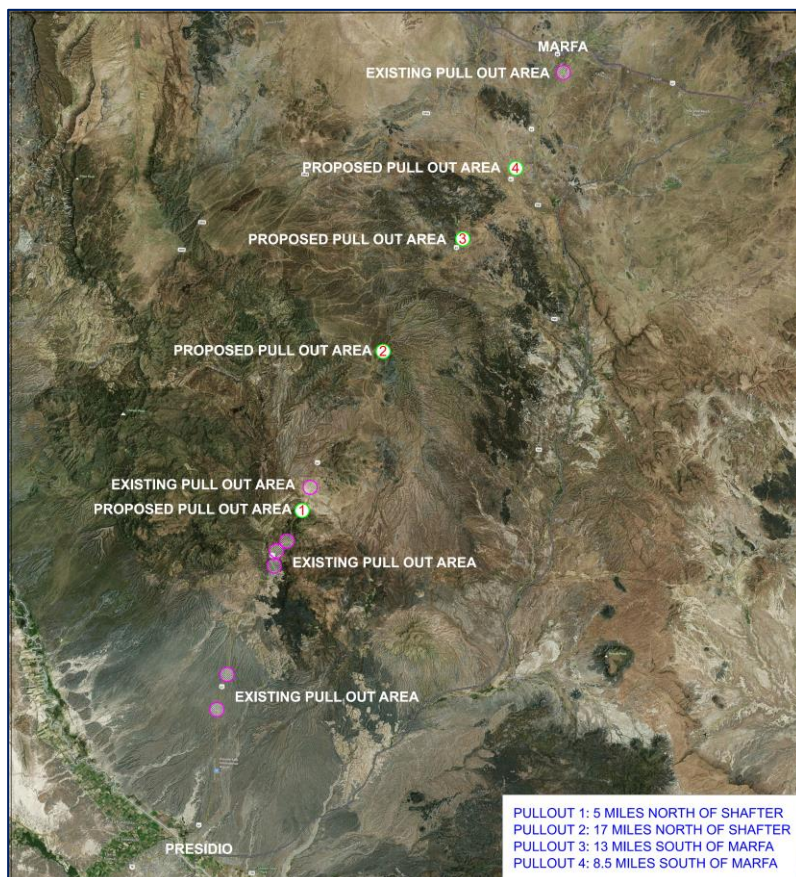 MARFA
EXISTING PULL OUT AREA
PROPOSED PULL OUT AREA 4
PROPOSED PULL OUT AREA 3
PROPOSED PULL OUT AREA 2
EXISTING PULL OUT AREA
PROPOSED PULL OUT AREA 1
EXISTING PULL OUT AREA
EXISTING PULL OUT AREA
PRESIDIO
PULLOUT 1: 5 MILES NORTH OF SHAFTER
PULLOUT 2: 17 MILES NORTH OF SHAFTER
PULLOUT 3: 13 MILES SOUTH OF MARFA
PULLOUT 4: 8.5 MILES SOUTH OF MARFA